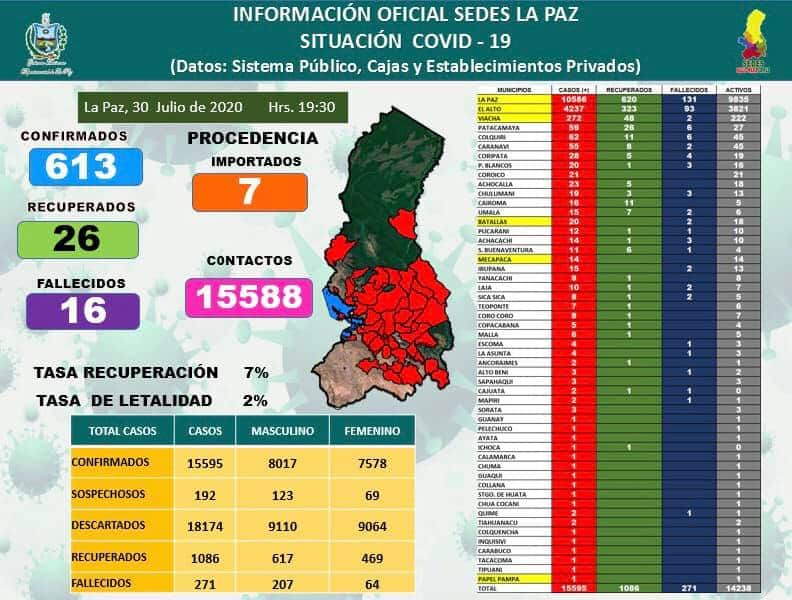 INFORMACIÓN OFICIAL SEDES LA PAZ
SITUACIÓN COVID - 19
(Datos: Sistema Público, Cajas y Establecimientos Privados)
SEDES
La Paz, 30 Julio de 2020 Hrs. 19:30
CONFIRMADOS
613
RECUPERADOS
26
FALLECIDOS
16
PROCEDENCIA
IMPORTADOS
7
CONTACTOS
15588
TASA RECUPERACIÓN 7%
TASA DE LETALIDAD 2%
TOTAL CASOS CASOS MASCULINO FEMENINO
CONFIRMADOS 15595 8017 7578
SOSPECHOSOS 192 123 69
DESCARTADOS 18174 9110 9064
RECUPERADOS 1086 617 469
FALLECIDOS 271 207 64
MUNICIPIOS CASOS (+) RECUPERADOS FALLECIDOS ACTIVOS
LA PAZ 10586 620 131 9835
EL ALTO 4237 323 93 3821
VIACHA 272 48 2 222
PATACAMAYA 59 26 6 27
COLQUIRI 62 11 6 45
CARANAVI 55 8 2 45
CORIPATA 28 5 4 19
P. BLANCOS 20 1 3 16
COROICO 21 21
ACHOCALLA 23 5 18
CHULUMANI 19 3 3 13
CAIROMA 16 11 5
UMALA 15 7 2 6
BATALLAS 20 2 18
PUCARANI 12 1 1 10
ACHACACHI 14 1 3 10
S. BUENAVENTURA 11 6 1 4
MECAPACA 14 14
IRUPANA 15 2 13
YANACACHI 9 1 8
LAJA 10 1 2 7
SICA SICA 8 1 2 5
TEOPONTE 7 1 6
CORO CORO 8 1 7
COPACABANA 5 1 4
MALLA 6 1 5
ESCOMA 4 1 3
LA ASUNTA 4 1 3
ANCORAIMES 2 1 1
ALTO BENI 3 1 2
SAPAHAQUI 3 3
CAJUATA 2 1 1 0
MAPIRI 2 1 1
SORATA 3 3
GUANAY 1 1
PELECHUCO 1 1
AYATA 1 1
ICHOCA 1 1 0
CALAMARCA 1 1
CHUMA 1 1
GUAQUI 1 1
COLLANA 1 1
STGO. DE HUATA 1 1
CHUA COCANI 1 1
QUIME 2 1 1
TIAHUANACU 2 2
COLQUENCHA 1 1
INQUISIVI 1 1
CARABUCO 1 1
TACACOMA 1 1
TIPUANI 1 1
PAPEL PAMPA 1 1
TOTAL 15595 1086 271 14238